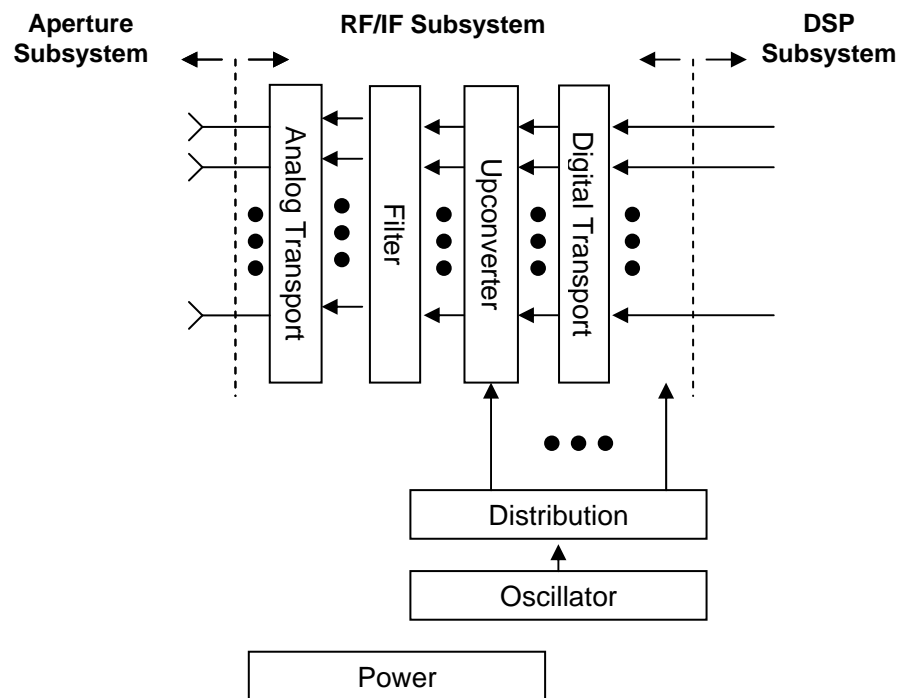 Aperture
Subsystem
RF/IF Subsystem
DSP
Subsystem
Analog Transport
Filter
Upconverter
Digital Transport
Distribution
Oscillator
Power